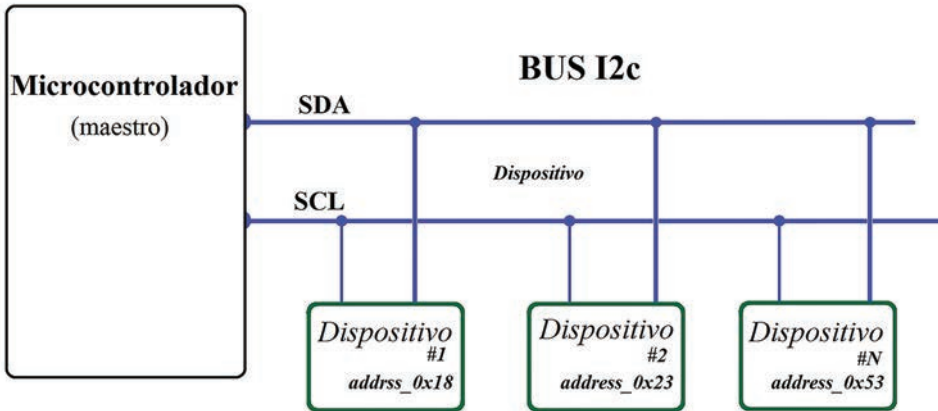 BUS I2c
Microcontrolador
(maestro)
SDA
Dispositivo
SCL
Dispositivo
#1
addrss_0x18
Dispositivo
#2
address_0x23
Dispositivo
#N
address_0x53